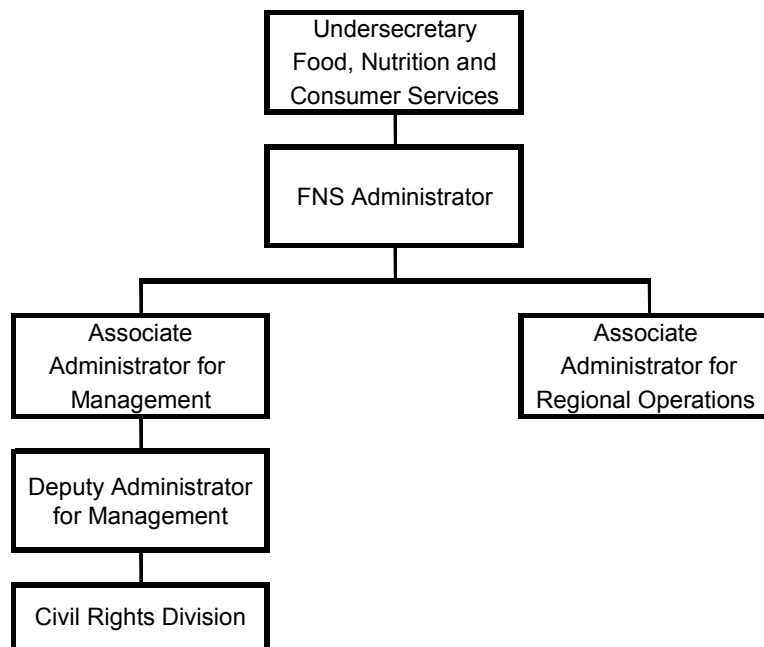 Undersecretary
Food, Nutrition and
Consumer Services
FNS Administrator
Associate
Administrator for
Management
Associate
Administrator for
Regional Operations
Deputy Administrator
for Management
Civil Rights Division